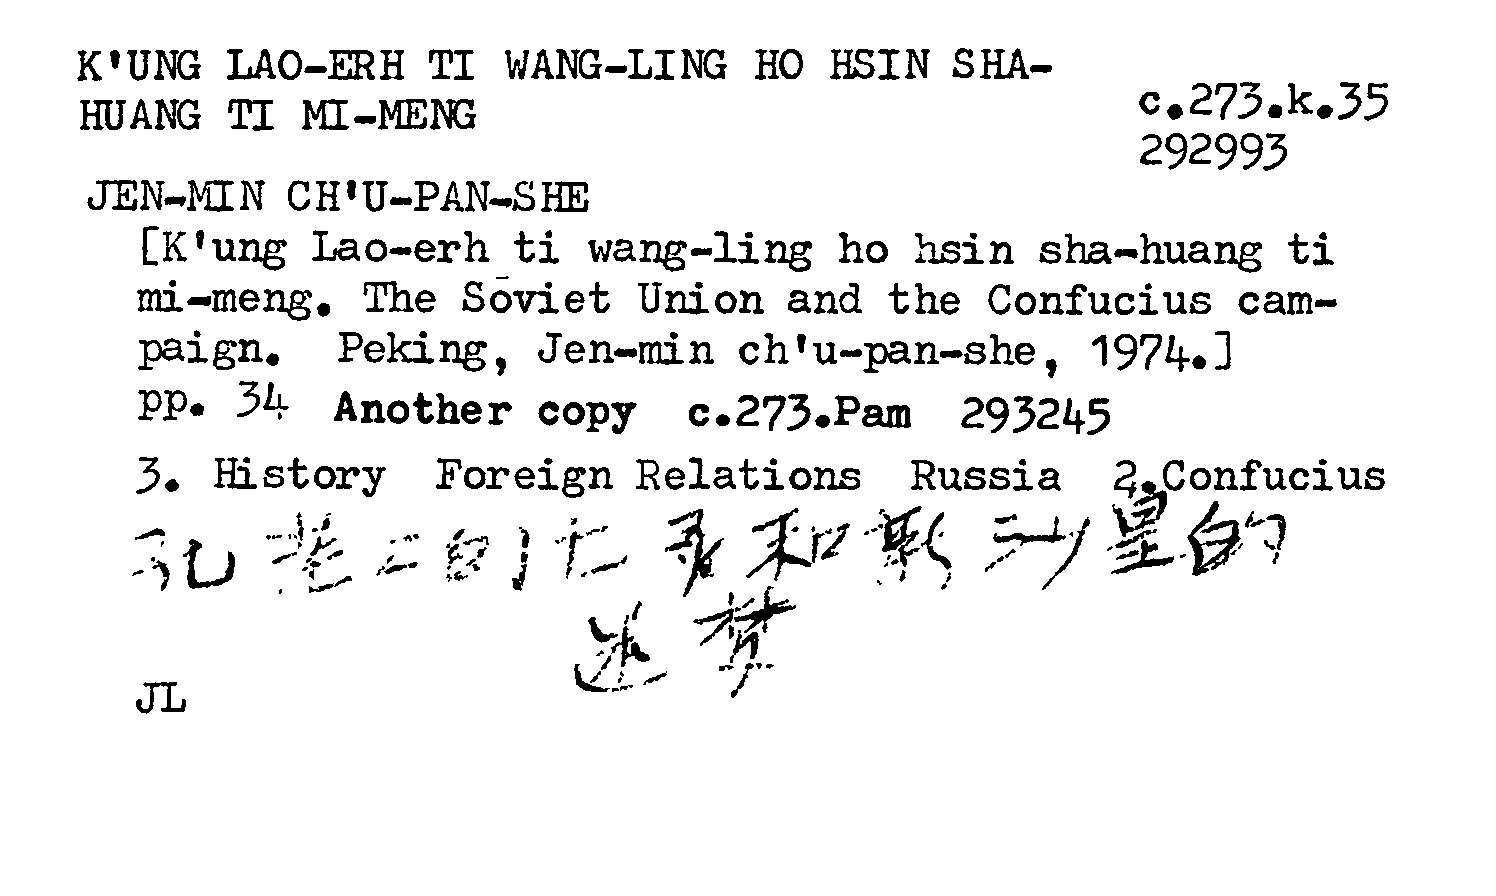 K'UNG LAO-ERH TI WANG-LING HO HSIN SHA-
HUANG TI MI-MENG
c.273.k.35
292993
JEN-MIN CH'U-PAN-SHE
[K'ung Lao-erh ti wang-ling ho hsin sha-huang ti
mi-meng. The Soviet Union and the Confucius cam-
paign. Peking, Jen-min ch'u-pan-she, 1974.]
pp. 34 Another copy c.273.Pam 293245
3. History Foreign Relations Russia 2.Confucius
孔老二的亡灵和新沙皇的
迷梦
JL